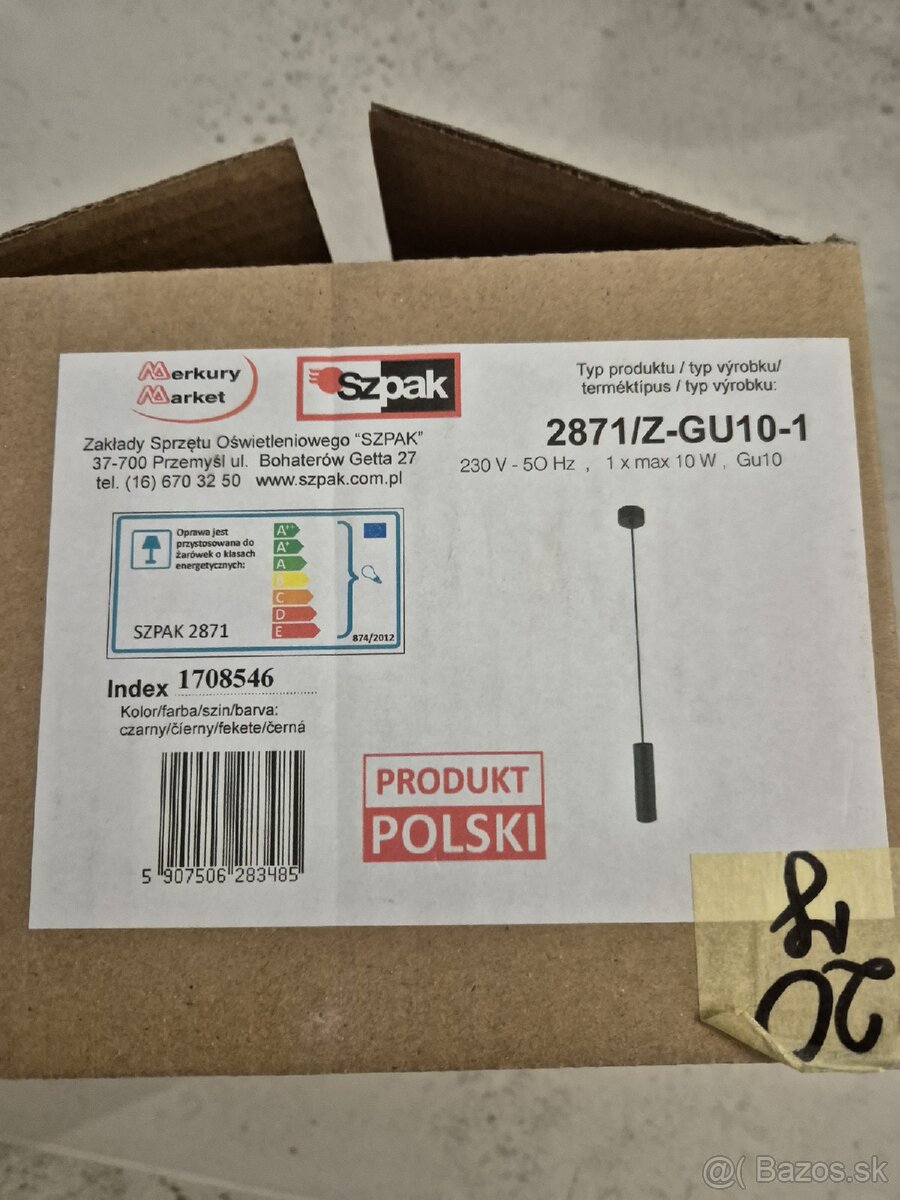 Merkury
Market
Szpak
Zakłady Sprzętu Oświetleniowego "SZPAK"
37-700 Przemyśl ul. Bohaterów Getta 27
tel. (16) 670 32 50 www.szpak.com.pl
Typ produktu / typ výrobku/
terméktípus / typ výrobku:
2871/Z-GU10-1
230 V - 50 Hz , 1 x max 10 W , Gu10
Oprawa jest
przystosowana do
żarówek o klasach
energetycznych:
A++
A+
A
B
C
D
E
SZPAK 2871
874/2012
Index 1708546
Kolor/farba/szin/barva:
czarny/čierny/fekete/černá
5 907506 283485
PRODUKT
POLSKI
@( Bazos.sk